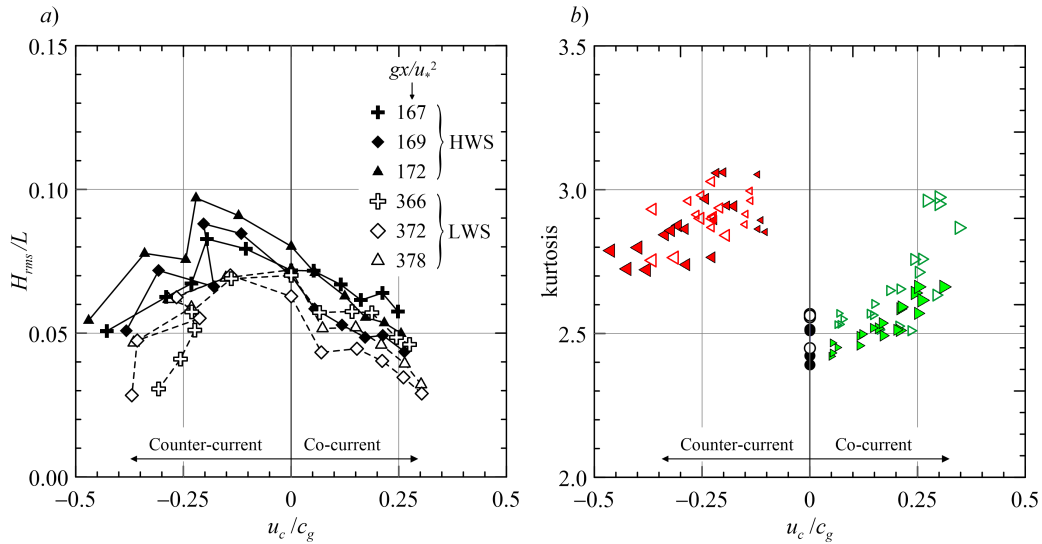 a)
0.15
0.10
0.05
0.00
H_rms/L
gx/u_*^2
167
169
172
HWS
366
372
378
LWS
Counter-current
Co-current
−0.50
−0.25
0
0.25
0.5
u_c/c_g
b)
3.5
3.0
2.5
2.0
kurtosis
Counter-current
Co-current
−0.50
−0.25
0
0.25
0.5
u_c/c_g